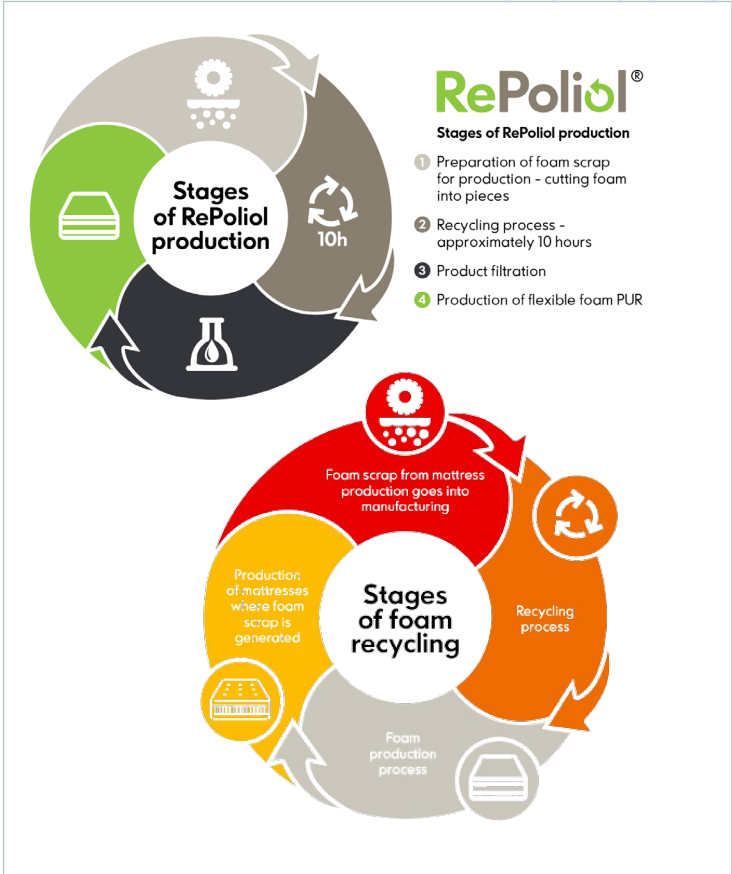 Stages
of RePoliol
production
10h
RePoliol®
Stages of RePoliol production
1 Preparation of foam scrap
for production - cutting foam
into pieces
2 Recycling process -
approximately 10 hours
3 Product filtration
4 Production of flexible foam PUR
Foam scrap from mattress
production goes into
manufacturing
Production
of mattresses
where foam
scrap is
generated
Stages
of foam
recycling
Recycling
process
Foam
production
process